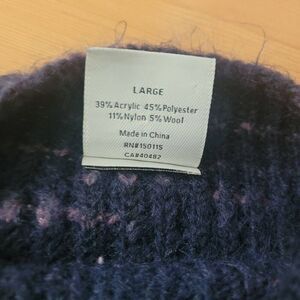 LARGE
39% Acrylic 45% Polyester
11% Nylon 5% Wool
Made in China
RN#150115
CA#40482